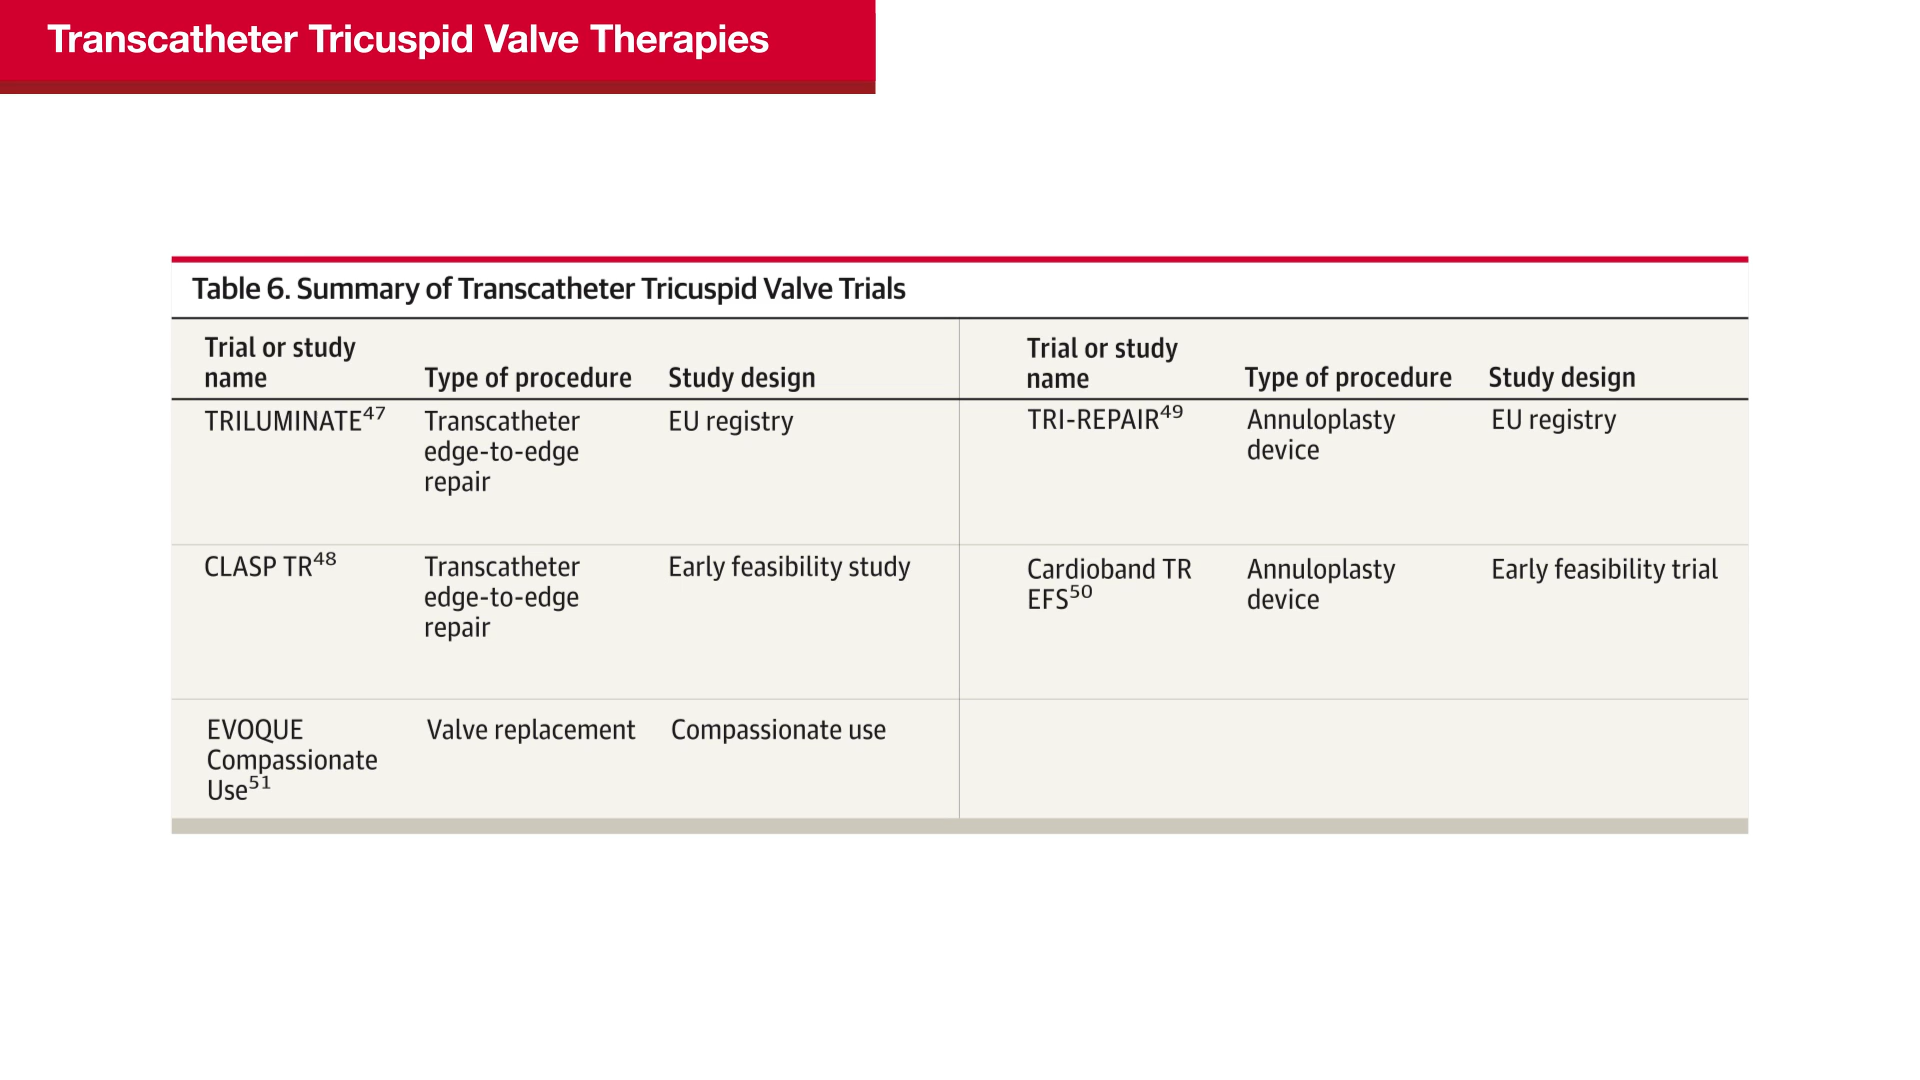 Transcatheter Tricuspid Valve Therapies
Table 6. Summary of Transcatheter Tricuspid Valve Trials
Trial or study
name
Type of procedure
Study design
Trial or study
name
Type of procedure
Study design
TRILUMINATE47
Transcatheter
edge-to-edge
repair
EU registry
TRI-REPAIR49
Annuloplasty
device
EU registry
CLASP TR48
Transcatheter
edge-to-edge
repair
Early feasibility study
Cardioband TR
EFS50
Annuloplasty
device
Early feasibility trial
EVOQUE
Compassionate
Use51
Valve replacement
Compassionate use